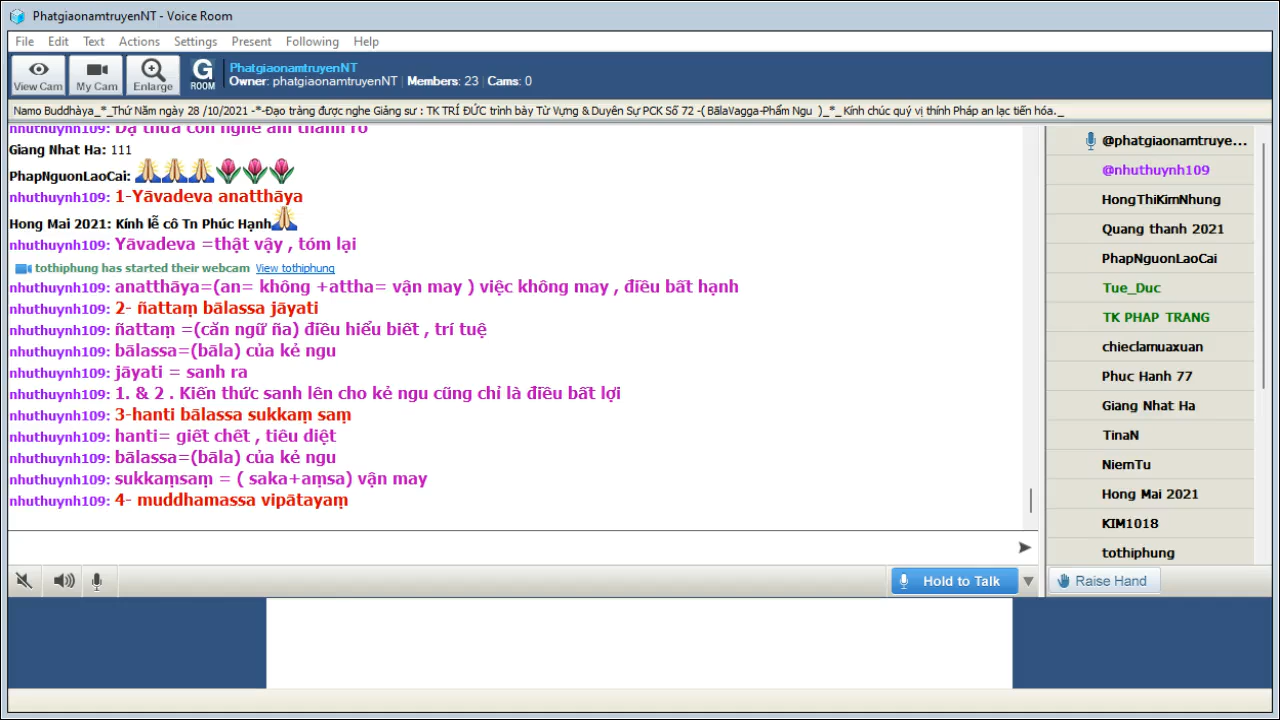 PhatgiaonamtruyenNT - Voice Room
File Edit Text Actions Settings Present Following Help
View Cam My Cam Enlarge G ROOM
PhatgiaonamtruyenNT
Owner: phatgiaonamtruyenNT | Members: 23 | Cams: 0
Namo Buddhàya_*_Thứ Năm ngày 28 /10/2021 -*-Đạo tràng được nghe Giảng sư : TK TRÍ ĐỨC trình bày Từ Vựng & Duyên Sự PCK Số 72 -( BãlaVagga-Phẩm Ngu )_*_Kính chúc quý vị thính Pháp an lạc tiến hóa._
nhuthuynh109: Dạ thưa con nghe âm thanh rõ
Giang Nhat Ha: 111
PhapNguonLaoCai:
nhuthuynh109: 1-Yāvadeva anatthāya
Hong Mai 2021: Kính lễ cô Tn Phúc Hạnh
nhuthuynh109: Yāvadeva =thật vậy , tóm lại
tothiphung has started their webcam View tothiphung
nhuthuynh109: anatthāya=(an= không +attha= vận may ) việc không may , điều bất hạnh
nhuthuynh109: 2- ñattaṃ bālassa jāyati
nhuthuynh109: ñattaṃ =(căn ngữ ña) điều hiểu biết , trí tuệ
nhuthuynh109: bālassa=(bāla) của kẻ ngu
nhuthuynh109: jāyati = sanh ra
nhuthuynh109: 1. & 2 . Kiến thức sanh lên cho kẻ ngu cũng chỉ là điều bất lợi
nhuthuynh109: 3-hanti bālassa sukkaṃ saṃ
nhuthuynh109: hanti= giết chết , tiêu diệt
nhuthuynh109: bālassa=(bāla) của kẻ ngu
nhuthuynh109: sukkaṃsaṃ = ( saka+aṃsa) vận may
nhuthuynh109: 4- muddhamassa vipātayaṃ
@phatgiaonamtruye...
@nhuthuynh109
HongThiKimNhung
Quang thanh 2021
PhapNguonLaoCai
Tue_Duc
TK PHAP TRANG
chieclamuaxuan
Phuc Hanh 77
Giang Nhat Ha
TinaN
NiemTu
Hong Mai 2021
KIM1018
tothiphung
Hold to Talk
Raise Hand